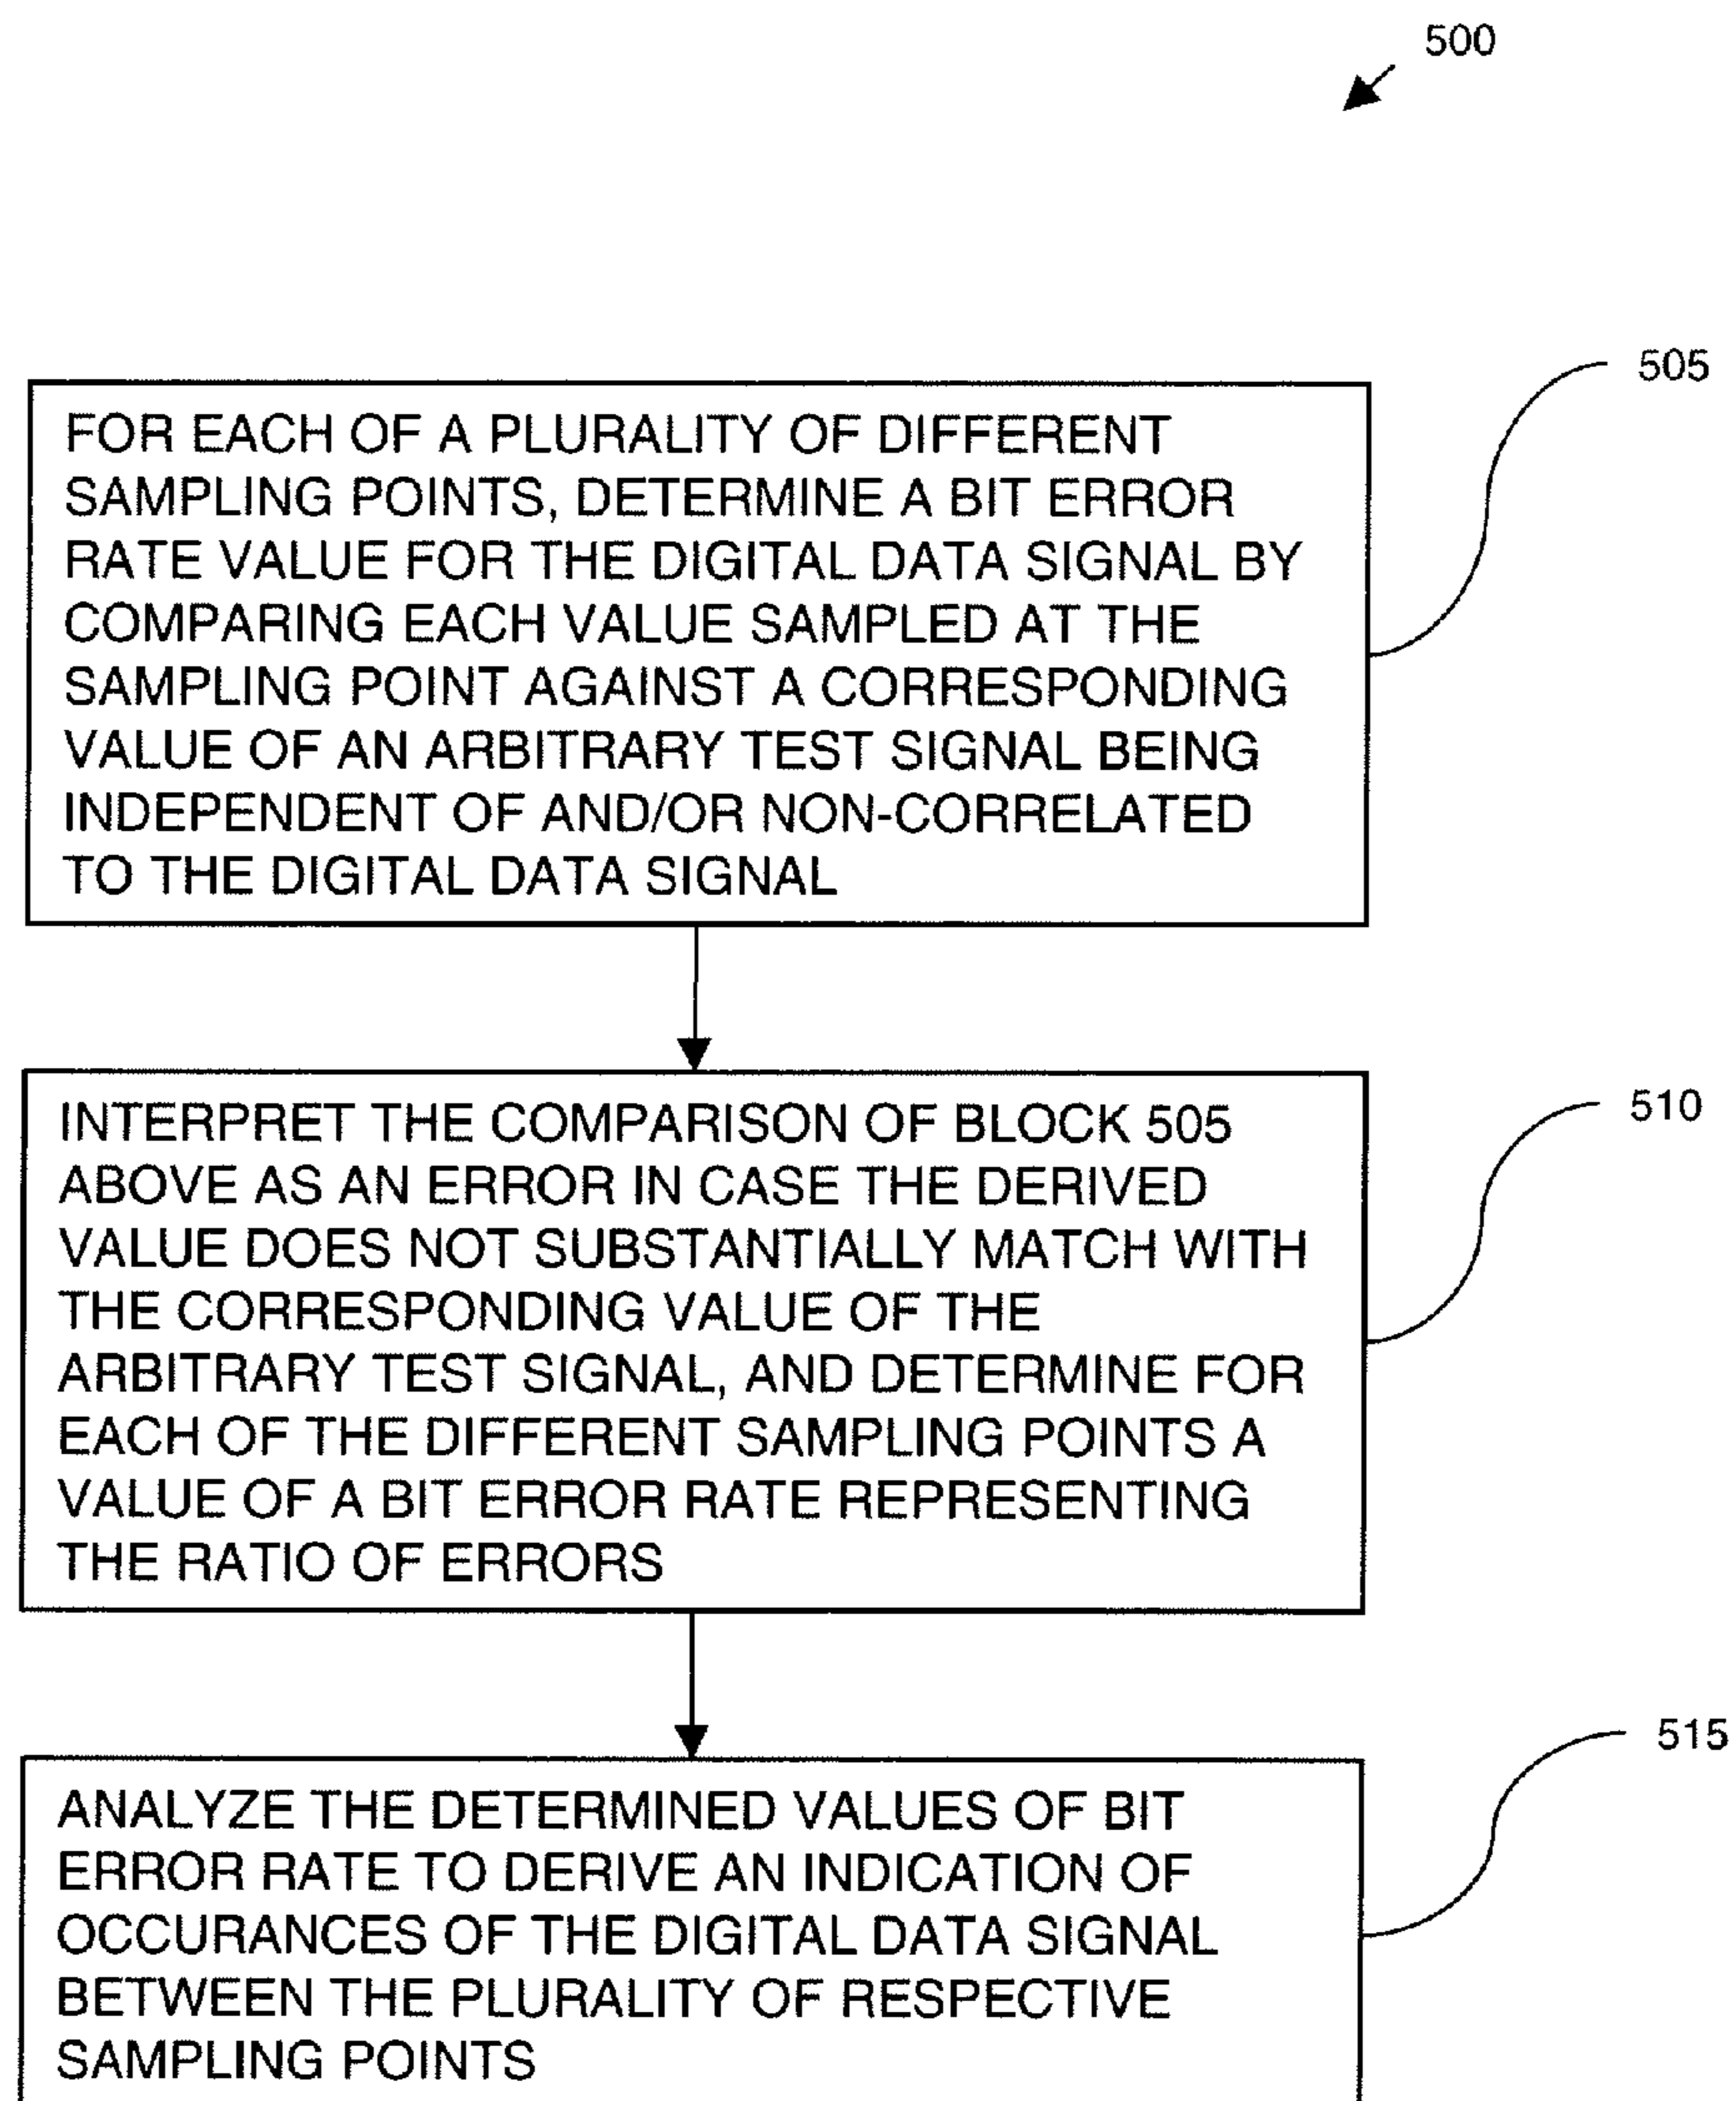 500
505
FOR EACH OF A PLURALITY OF DIFFERENT
SAMPLING POINTS, DETERMINE A BIT ERROR
RATE VALUE FOR THE DIGITAL DATA SIGNAL BY
COMPARING EACH VALUE SAMPLED AT THE
SAMPLING POINT AGAINST A CORRESPONDING
VALUE OF AN ARBITRARY TEST SIGNAL BEING
INDEPENDENT OF AND/OR NON-CORRELATED
TO THE DIGITAL DATA SIGNAL
510
INTERPRET THE COMPARISON OF BLOCK 505
ABOVE AS AN ERROR IN CASE THE DERIVED
VALUE DOES NOT SUBSTANTIALLY MATCH WITH
THE CORRESPONDING VALUE OF THE
ARBITRARY TEST SIGNAL, AND DETERMINE FOR
EACH OF THE DIFFERENT SAMPLING POINTS A
VALUE OF A BIT ERROR RATE REPRESENTING
THE RATIO OF ERRORS
515
ANALYZE THE DETERMINED VALUES OF BIT
ERROR RATE TO DERIVE AN INDICATION OF
OCCURANCES OF THE DIGITAL DATA SIGNAL
BETWEEN THE PLURALITY OF RESPECTIVE
SAMPLING POINTS